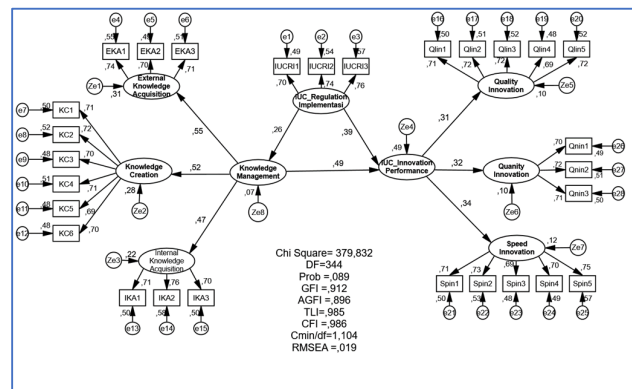 e4 e5 e6 e1 e2 e3 e16 e17 e18 e19 e20
,55 ,49 ,51 ,49 ,54 ,57 ,50 ,51 ,52 ,48 ,52
EKA1 EKA2 EKA3 IUCRI1 IUCRI2 IUCRI3 Qlin1 Qlin2 Qlin3 Qlin4 Qlin5
,74 ,70 ,71 ,70 ,74 ,76 ,71 ,72 ,72 ,69 ,72
Ze1 ,31
External
Knowledge
Acquisition
IUC_Regulation
Implementasi
Quality
Innovation
,10 Ze5
e7 ,50 KC1 ,71
e8 ,52 KC2 ,72
e9 ,48 KC3 ,70
e10 ,51 KC4 ,71
e11 ,48 KC5 ,69
e12 ,48 KC6 ,70
,55 ,26 ,39 ,31
Ze4
,49
Knowledge
Creation
,28 Ze2
,52
Knowledge
Management
,07 Ze8
,49
IUC_Innovation
Performance
,32
Quanity
Innovation
,10 Ze6
,70 Qnin1 ,49 e26
,72 Qnin2 ,51 e27
,71 Qnin3 ,50 e28
,47 ,34
Ze3 ,22
Internal
Knowledge
Acquisition
,71 ,76 ,70
IKA1 IKA2 IKA3
,50 ,58 ,50
e13 e14 e15
Chi Square= 379,832
DF=344
Prob =,089
GFI =,912
AGFI =,896
TLI=,985
CFI =,986
Cmin/df=1,104
RMSEA =,019
,12 Ze7
Speed
Innovation
,71 ,73 ,69 ,70 ,75
Spin1 Spin2 Spin3 Spin4 Spin5
,50 ,53 ,48 ,49 ,57
e21 e22 e23 e24 e25